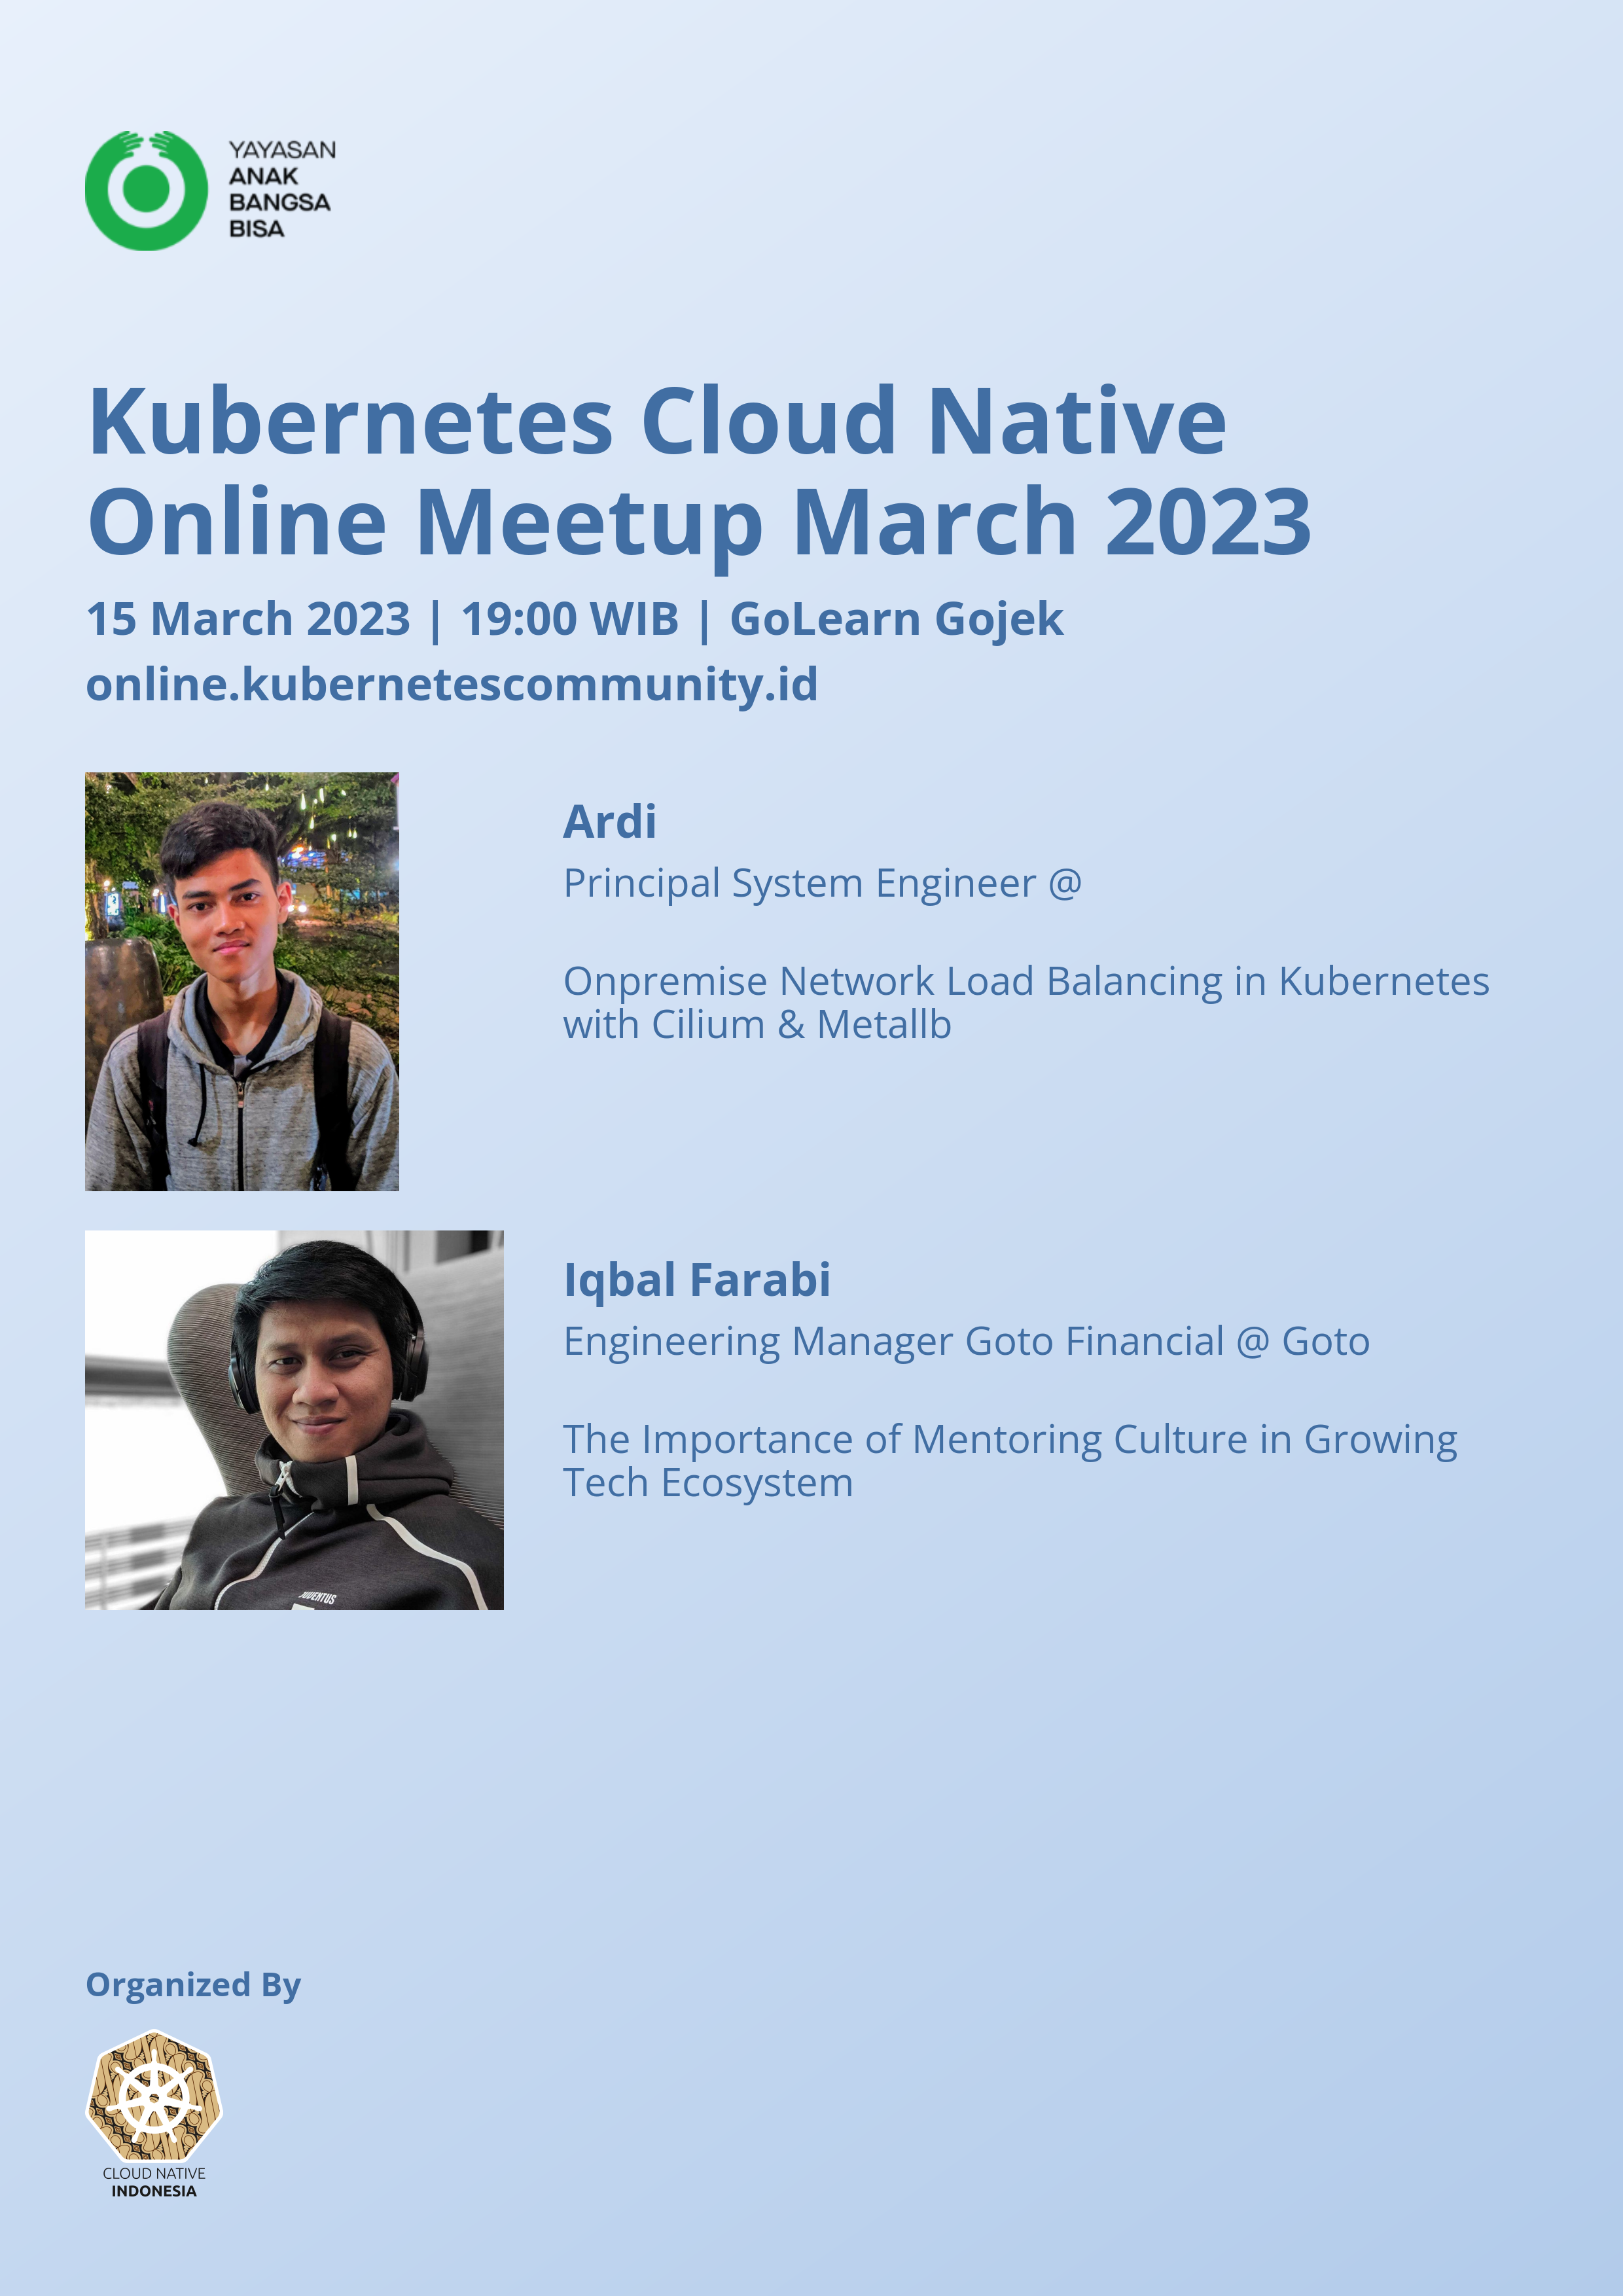 YAYASAN
ANAK
BANGSA
BISA
Kubernetes Cloud Native
Online Meetup March 2023
15 March 2023 | 19:00 WIB | GoLearn Gojek
online.kubernetescommunity.id
Ardi
Principal System Engineer @
Onpremise Network Load Balancing in Kubernetes
with Cilium & Metallb
Iqbal Farabi
Engineering Manager Goto Financial @ Goto
The Importance of Mentoring Culture in Growing
Tech Ecosystem
JUVENTUS
Organized By
CLOUD NATIVE
INDONESIA